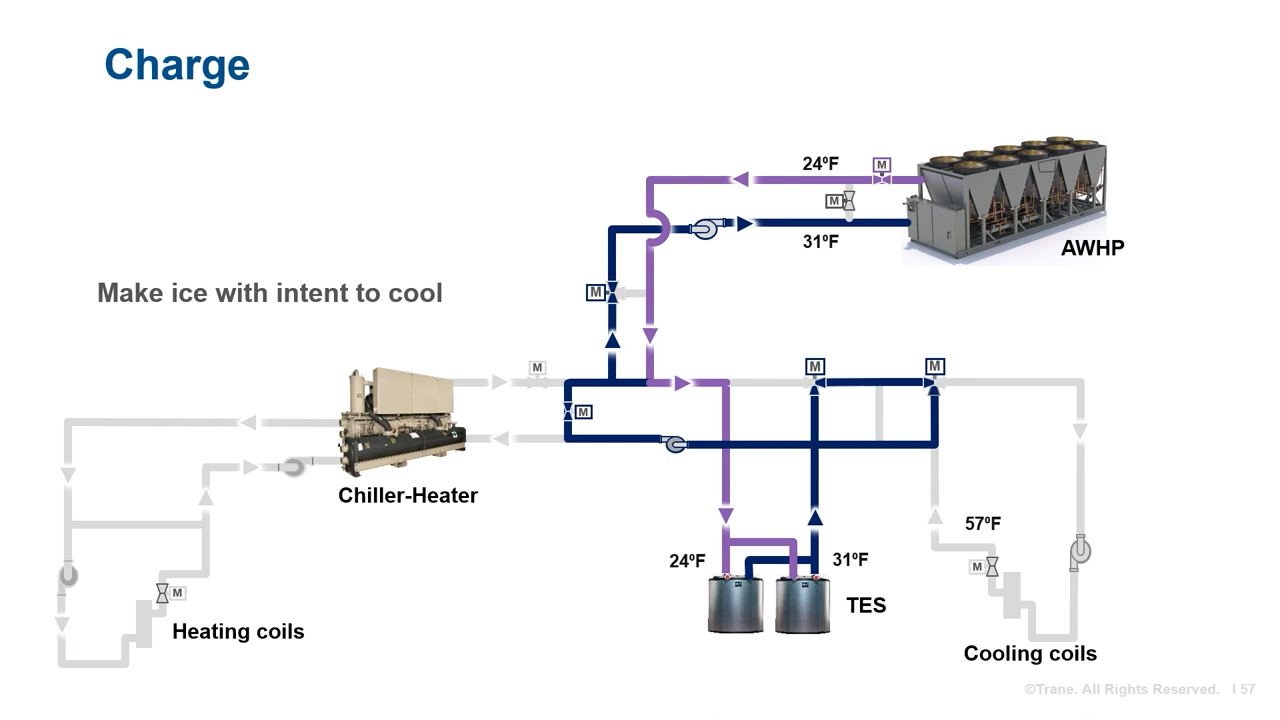 Charge
24ºF
M
M
31ºF
AWHP
Make ice with intent to cool
M
M
M
M
M
Chiller-Heater
57ºF
24ºF
31ºF
M
M
TES
Heating coils
Cooling coils
©Trane. All Rights Reserved. I 57